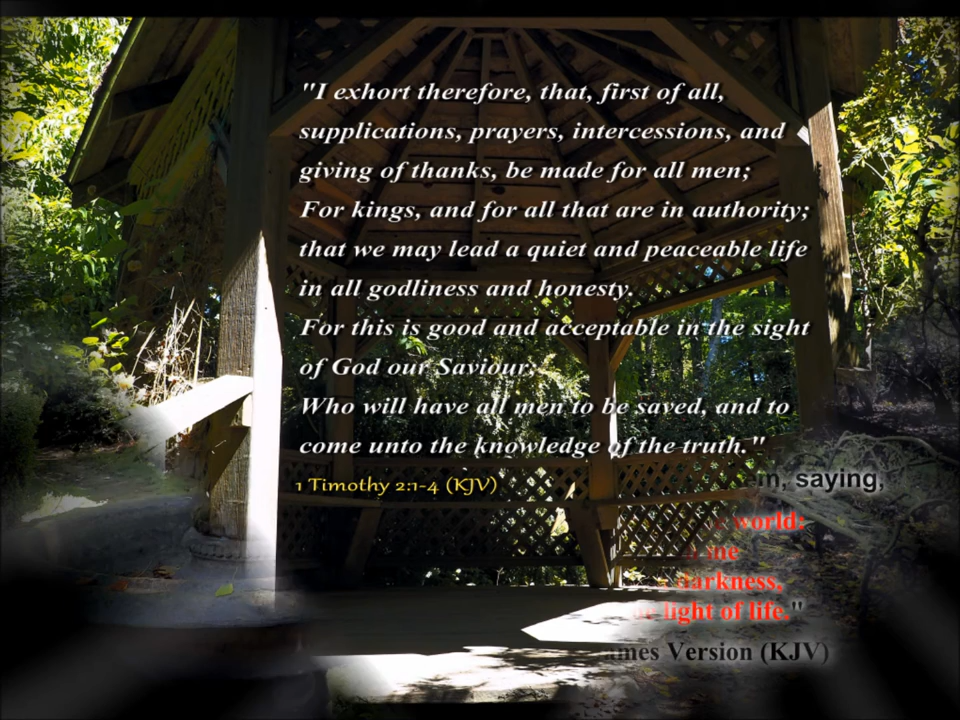 "I exhort therefore, that, first of all,
supplications, prayers, intercessions, and
giving of thanks, be made for all men;
For kings, and for all that are in authority;
that we may lead a quiet and peaceable life
in all godliness and honesty.
For this is good and acceptable in the sight
of God our Saviour;
Who will have all men to be saved, and to
come unto the knowledge of the truth."
1 Timothy 2:1-4 (KJV)
saying,
world:
me
darkness,
light of life."
Version (KJV)